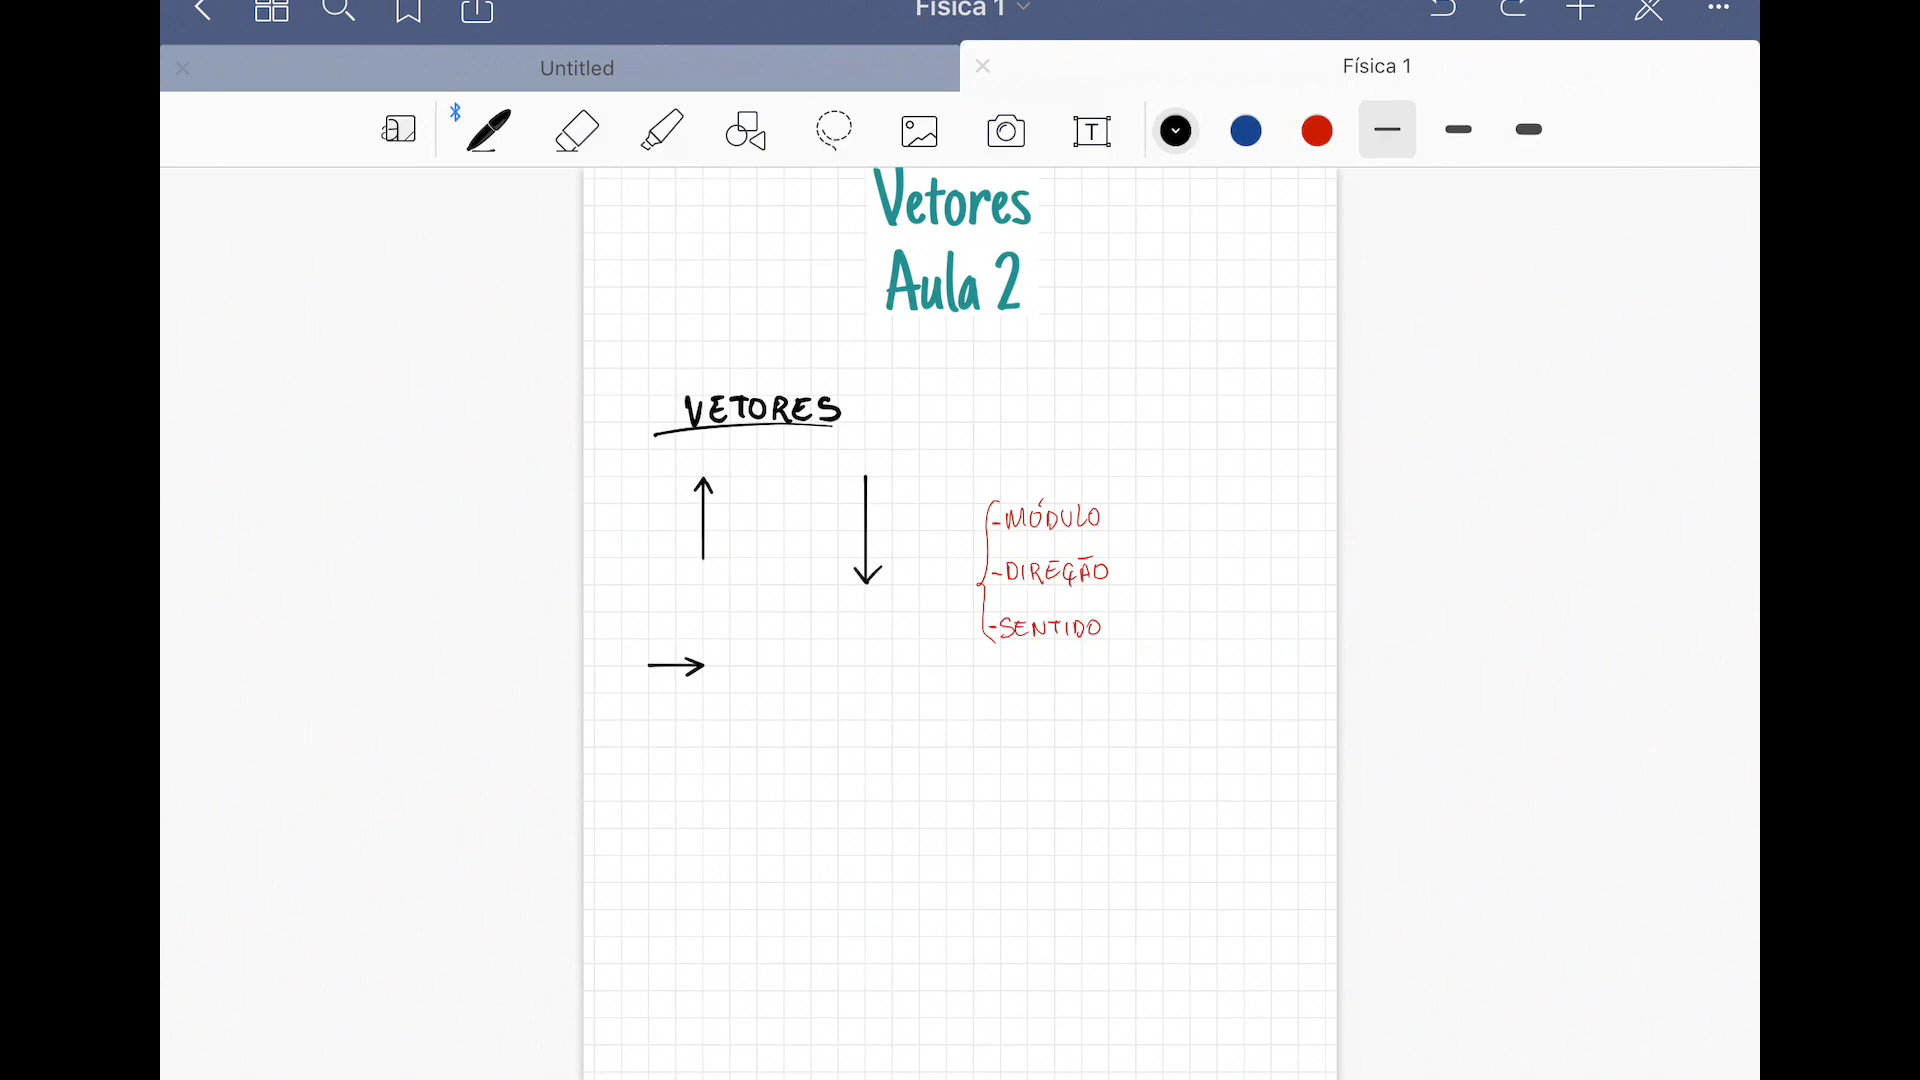 Física 1
Untitled
Física 1
T
Vetores
Aula 2
VETORES
-MÓDULO
-DIREÇÃO
-SENTIDO